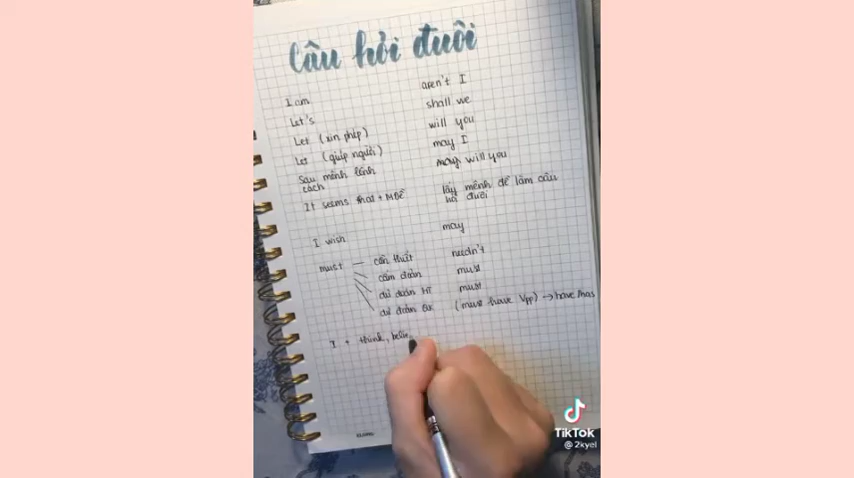 Câu hỏi đuôi
I am aren't I
Let's shall we
Let (xin phép) will you
Let (giúp người) may I
Sau mệnh lệnh cách will you
It seems that + MĐề lấy mệnh đề làm câu
hỏi đuôi
I wish may
must cần thiết needn't
cấm đoán must
dự đoán HT must
dự đoán QK (must have Vpp) → have/has
I + think, belie
TikTok
@2kyel